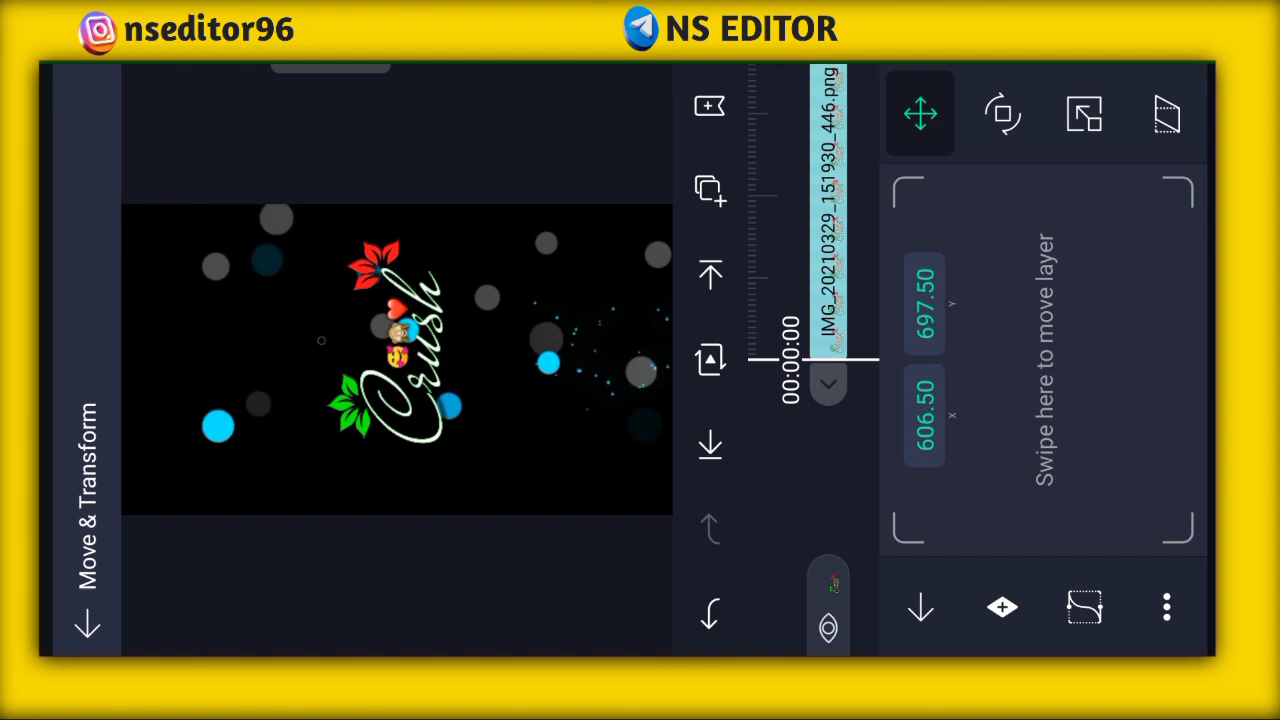 nseditor96
NS EDITOR
Move & Transform
Crush
00:00:00
IMG_20210329_151930_446.png
606.50
X
697.50
Y
Swipe here to move layer